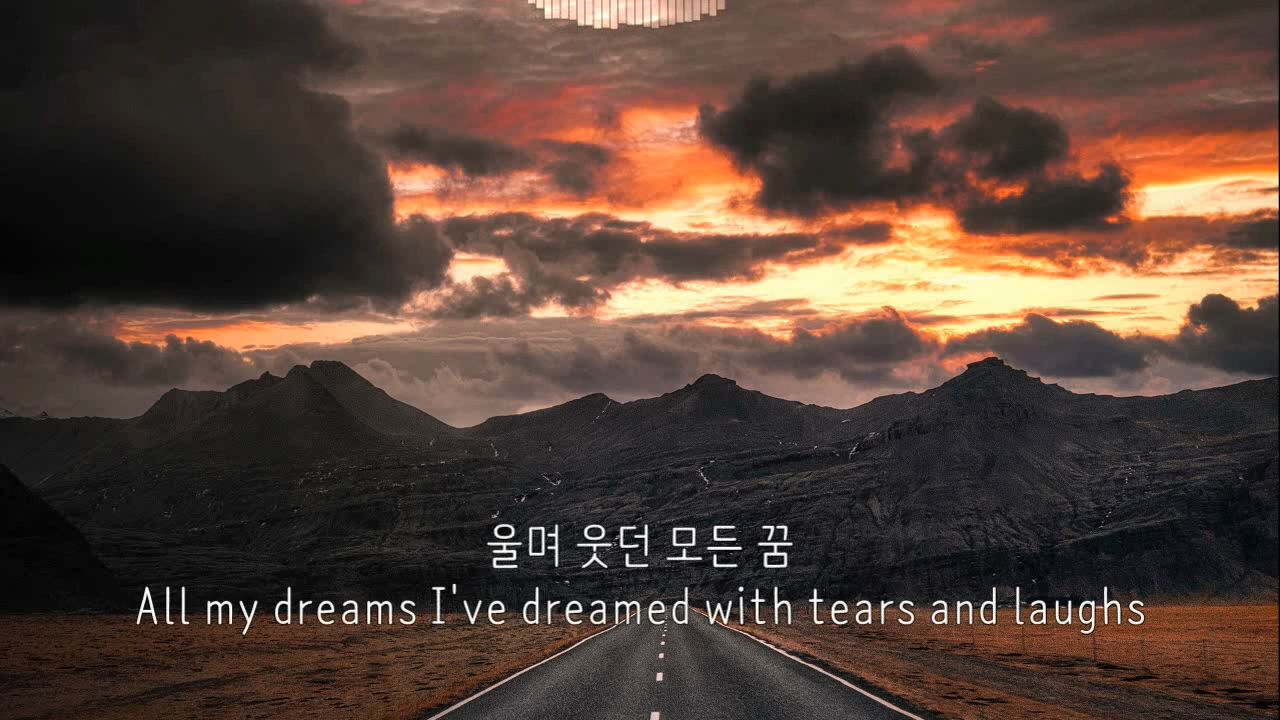 울며 웃던 모든 꿈
All my dreams I've dreamed with tears and laughs